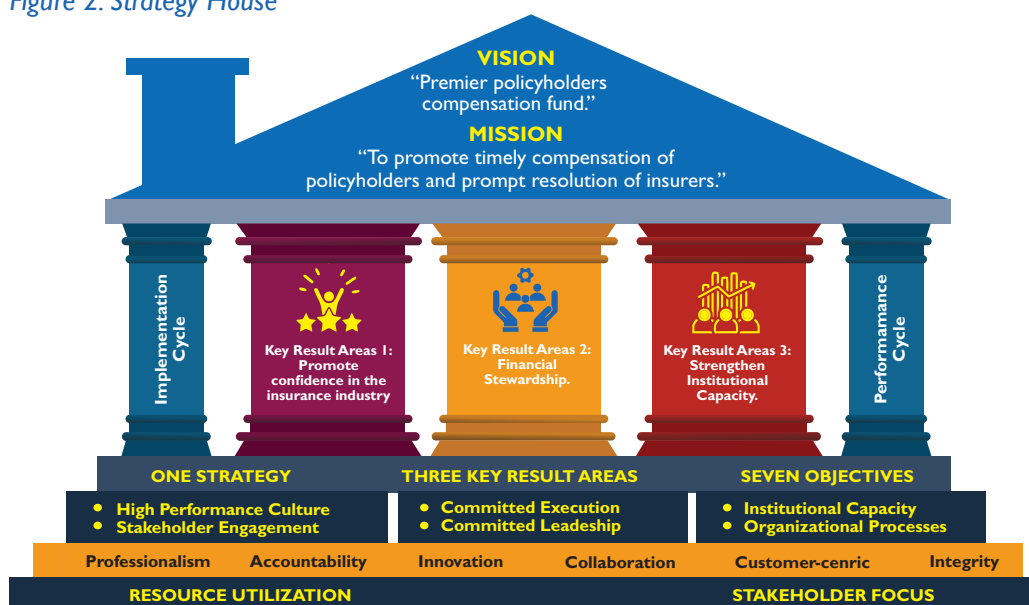 Figure 2. Strategy House
VISION
“Premier policyholders
compensation fund.”
MISSION
“To promote timely compensation of
policyholders and prompt resolution of insurers.”
Implementation
Cycle
Key Result Areas 1:
Promote
confidence in the
insurance industry
Key Result Areas 2:
Financial
Stewardship.
Key Result Areas 3:
Strengthen
Institutional
Capacity.
Performamance
Cycle
ONE STRATEGY
THREE KEY RESULT AREAS
SEVEN OBJECTIVES
• High Performance Culture
• Stakeholder Engagement
• Committed Execution
• Committed Leadeship
• Institutional Capacity
• Organizational Processes
Professionalism Accountability Innovation Collaboration Customer-cenric Integrity
RESOURCE UTILIZATION STAKEHOLDER FOCUS